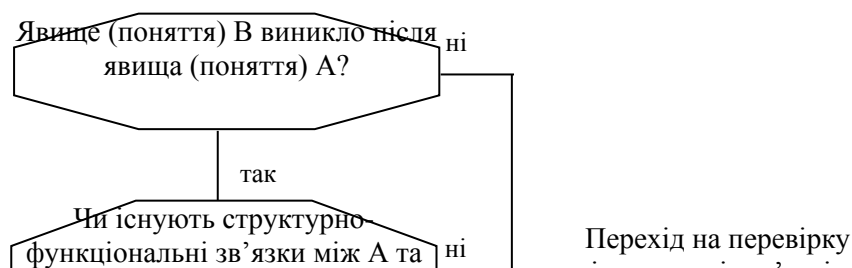 Явище (поняття) В виникло після
явища (поняття) А?
ні
так
Чи існують структурно-
функціональні зв’язки між А та
ні
Перехід на перевірку